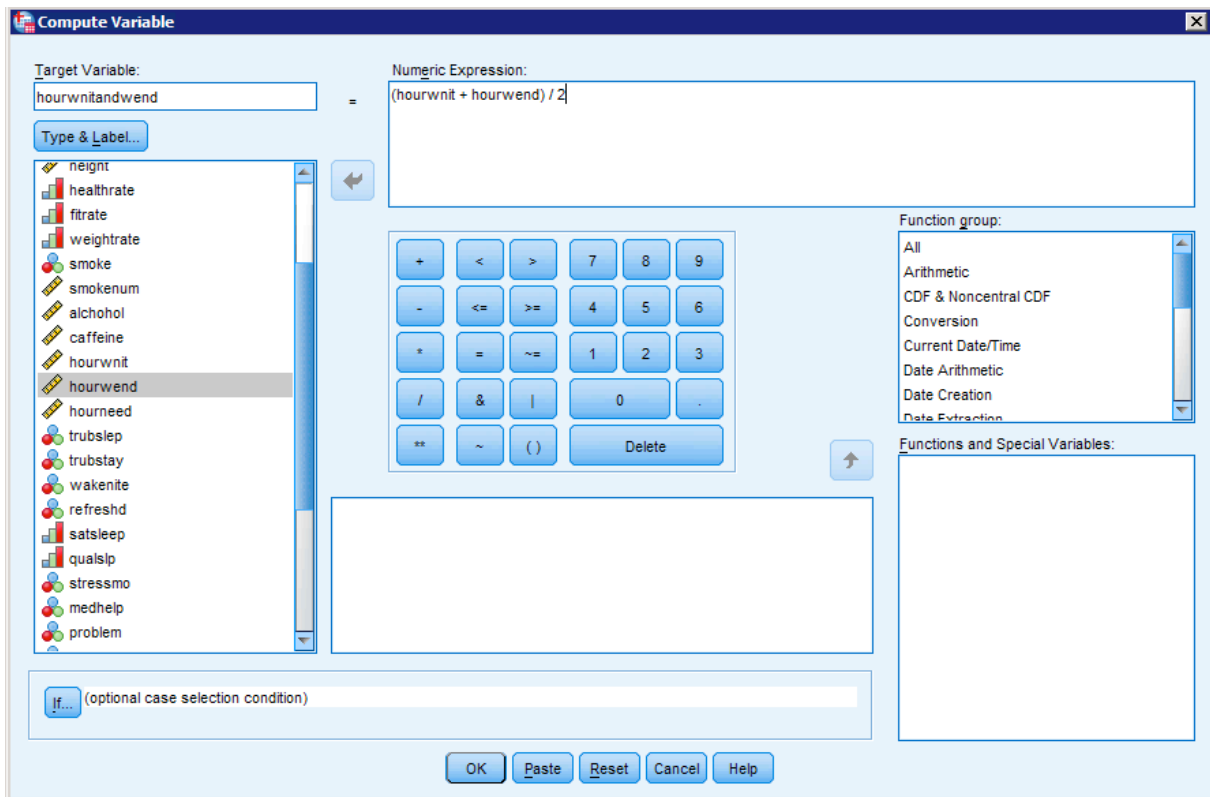 Compute Variable
Target Variable:
hourwnitandwend
=
Numeric Expression:
(hourwnit + hourwend) / 2
Type & Label...
height
healthrate
fitrate
weightrate
smoke
smokenum
alchohol
caffeine
hourwnit
hourwend
hourneed
trubslep
trubstay
wakenite
refreshd
satsleep
qualslp
stressmo
medhelp
problem
+ < > 7 8 9
- <= >= 4 5 6
* = ~= 1 2 3
/ & | 0 .
** ~ ( ) Delete
Function group:
All
Arithmetic
CDF & Noncentral CDF
Conversion
Current Date/Time
Date Arithmetic
Date Creation
Date Extraction
Functions and Special Variables:
If... (optional case selection condition)
OK Paste Reset Cancel Help